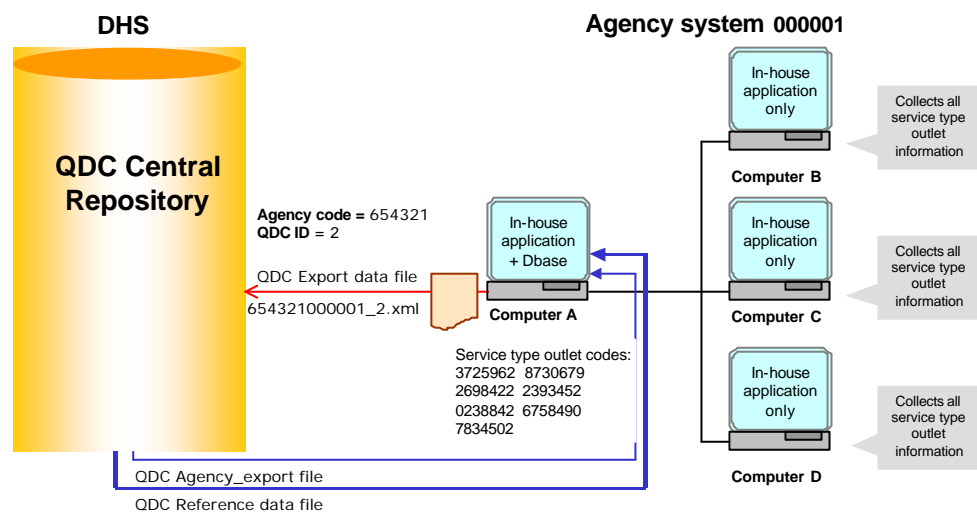 DHS
Agency system 000001
QDC Central
Repository
Agency code = 654321
QDC ID = 2
QDC Export data file
654321000001_2.xml
In-house
application
+ Dbase
Computer A
Service type outlet codes:
3725962 8730679
2698422 2393452
0238842 6758490
7834502
In-house
application
only
Computer B
Collects all
service type
outlet
information
In-house
application
only
Computer C
Collects all
service type
outlet
information
In-house
application
only
Computer D
Collects all
service type
outlet
information
QDC Agency_export file
QDC Reference data file